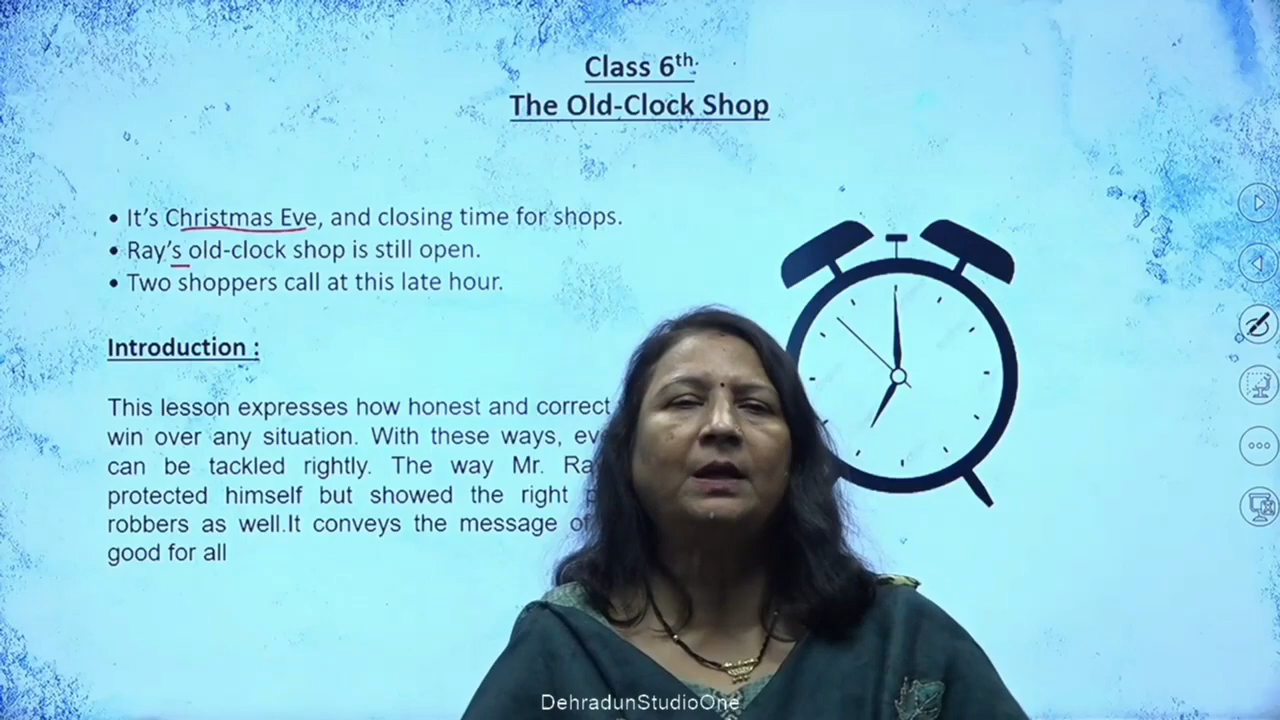 Class 6th.
The Old-Clock Shop
• It's Christmas Eve, and closing time for shops.
• Ray's old-clock shop is still open.
• Two shoppers call at this late hour.
Introduction :
This lesson expresses how honest and correct
win over any situation. With these ways,
can be tackled rightly. The way Mr.
protected himself but showed the right
robbers as well.It conveys the message of
good for all
DehradunStudioOne